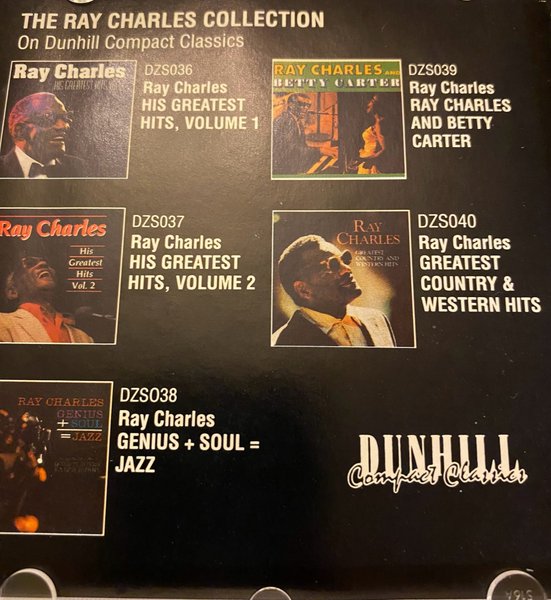 THE RAY CHARLES COLLECTION
On Dunhill Compact Classics
Ray Charles
HIS GREATEST HITS
DZS036
Ray Charles
HIS GREATEST
HITS, VOLUME 1
RAY CHARLES AND
BETTY CARTER
DZS039
Ray Charles
RAY CHARLES
AND BETTY
CARTER
Ray Charles
His
Greatest
Hits
Vol. 2
DZS037
Ray Charles
HIS GREATEST
HITS, VOLUME 2
RAY
CHARLES
GREATEST
COUNTRY AND
WESTERN HITS
DZS040
Ray Charles
GREATEST
COUNTRY &
WESTERN HITS
RAY CHARLES
GENIUS
+ SOUL
= JAZZ
DZS038
Ray Charles
GENIUS + SOUL =
JAZZ
DUNHILL
Compact Classics